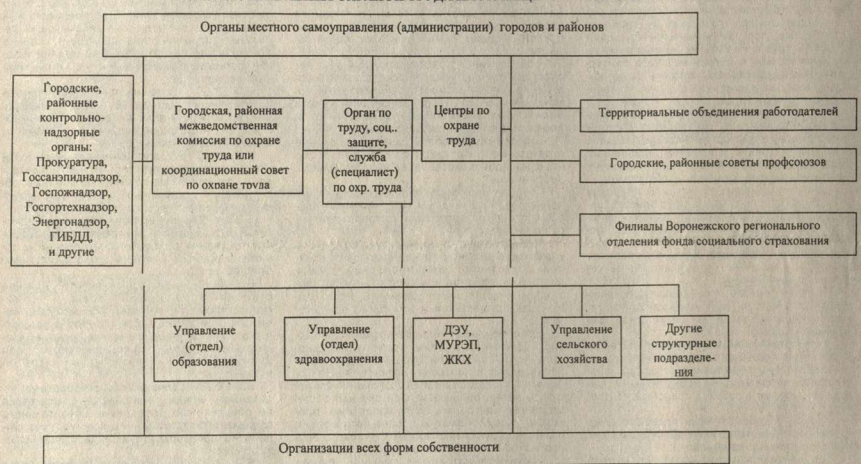 Органы местного самоуправления (администрации) городов и районов
Городские,
районные
контрольно-
надзорные
органы:
Прокуратура,
Госсанэпиднадзор,
Госпожнадзор,
Госгортехнадзор,
Энергонадзор,
ГИБДД,
и другие
Городская, районная
межведомственная
комиссия по охране
труда или
координационный совет
по охране труда
Орган по
труду, соц..
защите,
служба
(специалист)
по охр. труда
Центры по
охране
труда
Территориальные объединения работодателей
Городские, районные советы профсоюзов
Филиалы Воронежского регионального
отделения фонда социального страхования
Управление
(отдел)
образования
Управление
(отдел)
здравоохранения
ДЭУ,
МУРЭП,
ЖКХ
Управление
сельского
хозяйства
Другие
структурные
подразделе-
ния
Организации всех форм собственности